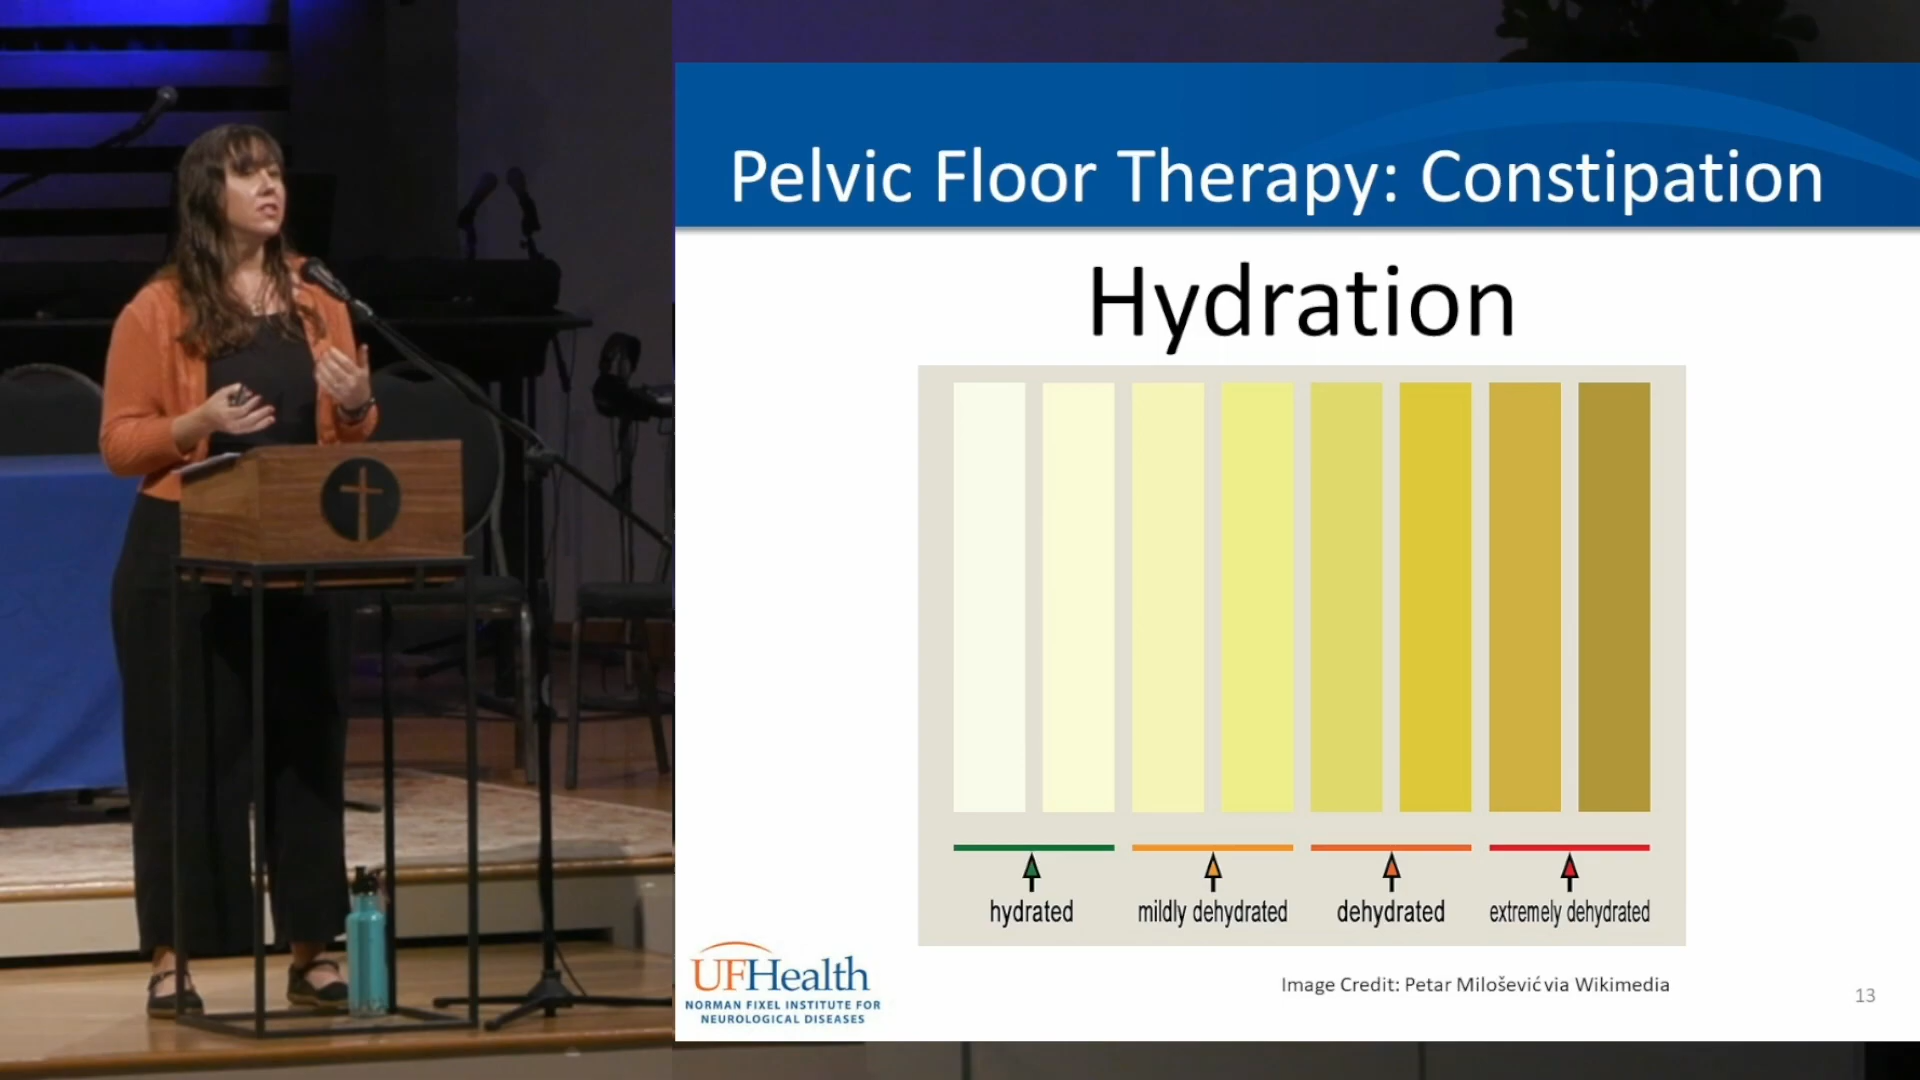 Pelvic Floor Therapy: Constipation
Hydration
hydrated
mildly dehydrated
dehydrated
extremely dehydrated
UFHealth
NORMAN FIXEL INSTITUTE FOR
NEUROLOGICAL DISEASES
Image Credit: Petar Milošević via Wikimedia
13